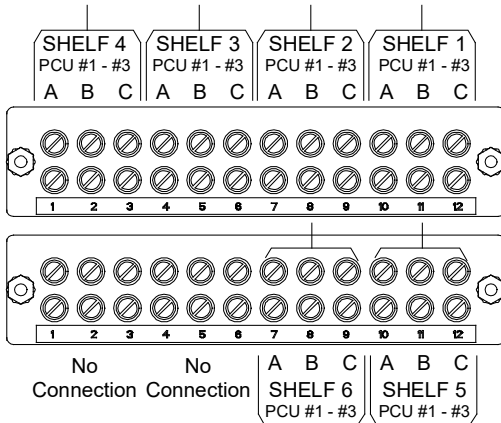 SHELF 4 SHELF 3 SHELF 2 SHELF 1
PCU #1 - #3 PCU #1 - #3 PCU #1 - #3 PCU #1 - #3
A B C A B C A B C A B C
1 2 3 4 5 6 7 8 9 10 11 12
1 2 3 4 5 6 7 8 9 10 11 12
No No A B C A B C
Connection Connection SHELF 6 SHELF 5
PCU #1 - #3 PCU #1 - #3